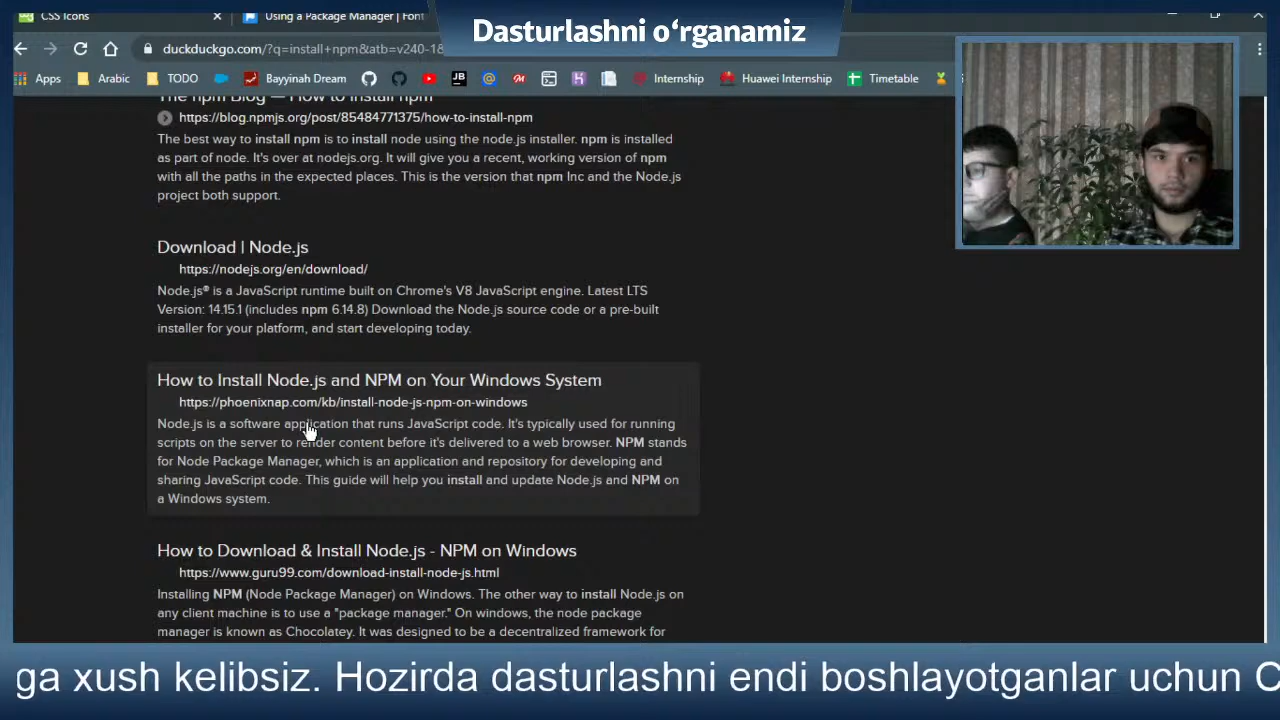 CSS Icons
Using a Package Manager | Font
Dasturlashni o‘rganamiz
duckduckgo.com/?q=install+npm&atb=v240-18
Apps
Arabic
TODO
Bayyinah Dream
JB
Internship
Huawei Internship
Timetable
The npm Blog — How to install npm
https://blog.npmjs.org/post/85484771375/how-to-install-npm
The best way to install npm is to install node using the node.js installer. npm is installed
as part of node. It's over at nodejs.org. It will give you a recent, working version of npm
with all the paths in the expected places. This is the version that npm Inc and the Node.js
project both support.
Download | Node.js
https://nodejs.org/en/download/
Node.js® is a JavaScript runtime built on Chrome's V8 JavaScript engine. Latest LTS
Version: 14.15.1 (includes npm 6.14.8) Download the Node.js source code or a pre-built
installer for your platform, and start developing today.
How to Install Node.js and NPM on Your Windows System
https://phoenixnap.com/kb/install-node-js-npm-on-windows
Node.js is a software application that runs JavaScript code. It's typically used for running
scripts on the server to render content before it's delivered to a web browser. NPM stands
for Node Package Manager, which is an application and repository for developing and
sharing JavaScript code. This guide will help you install and update Node.js and NPM on
a Windows system.
How to Download & Install Node.js - NPM on Windows
https://www.guru99.com/download-install-node-js.html
Installing NPM (Node Package Manager) on Windows. The other way to install Node.js on
any client machine is to use a "package manager." On windows, the node package
manager is known as Chocolatey. It was designed to be a decentralized framework for
ga xush kelibsiz. Hozirda dasturlashni endi boshlayotganlar uchun C